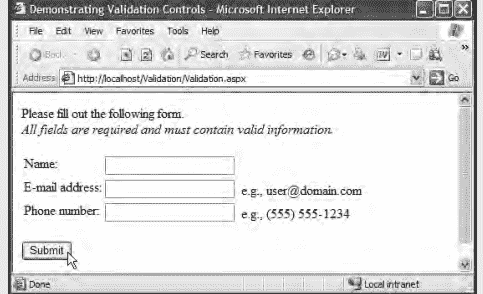 Demonstrating Validation Controls - Microsoft Internet Explorer
File Edit View Favorites Tools Help
Back Search Favorites W »
Address http://localhost/Validation/Validation.aspx Go
Please fill out the following form.
All fields are required and must contain valid information.
Name:
E-mail address: e.g., user@domain.com
Phone number: e.g., (555) 555-1234
Submit
Done Local intranet